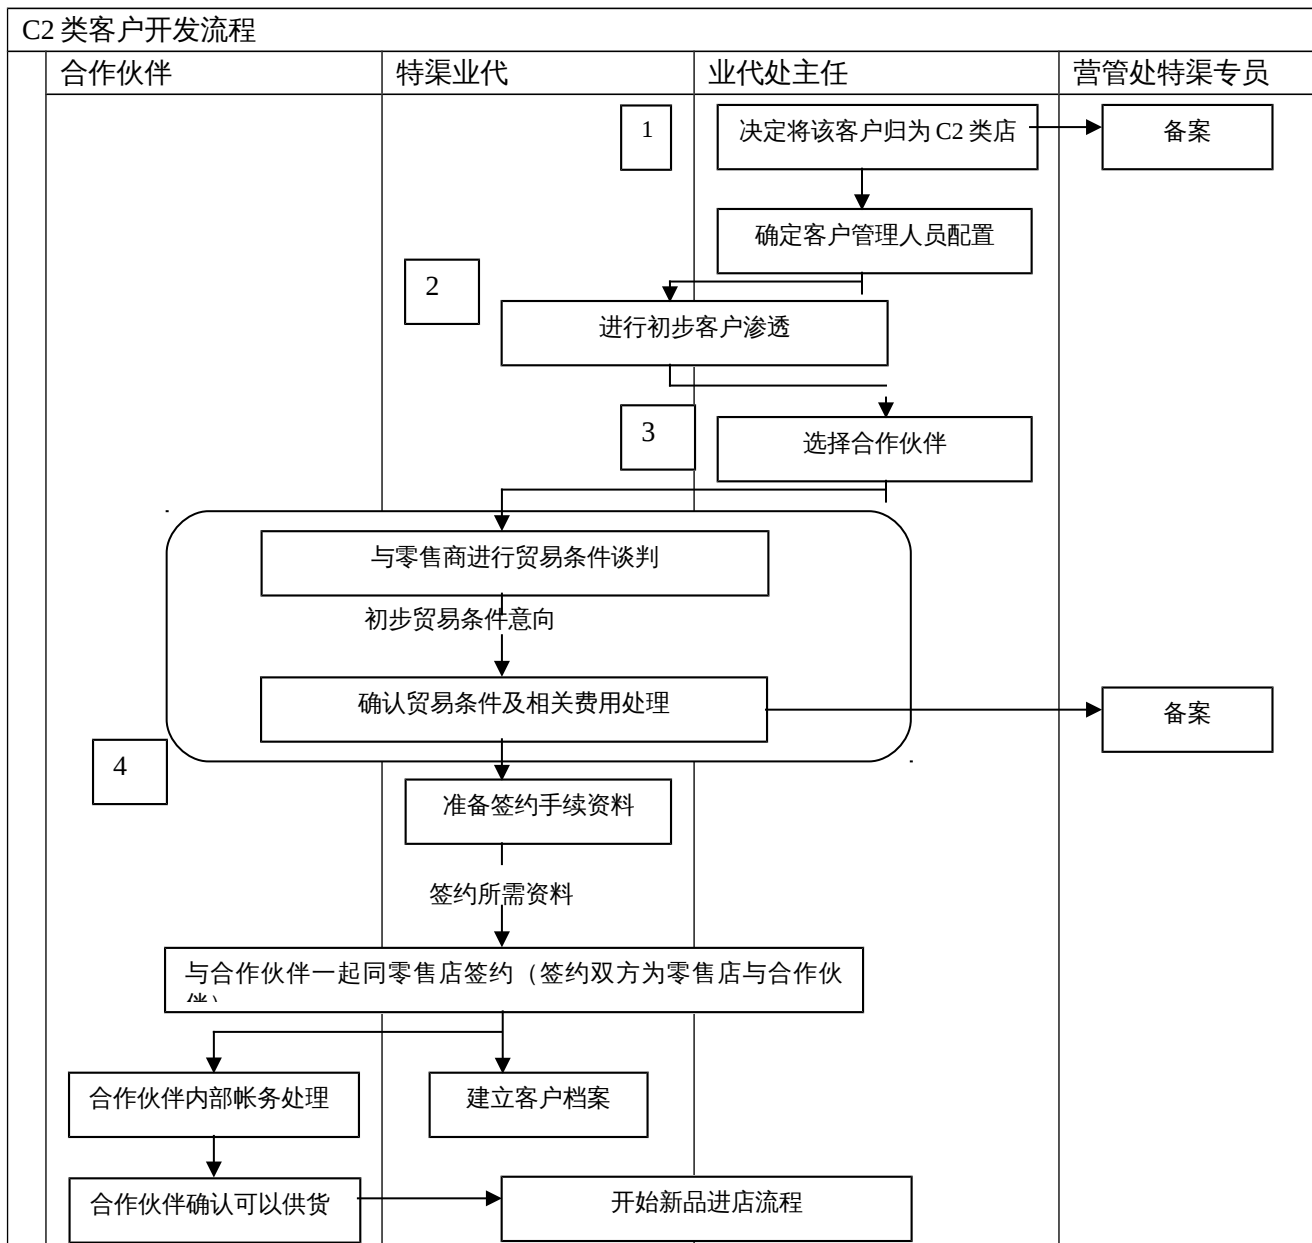 C2 类客户开发流程
合作伙伴
特渠业代
业代处主任
营管处特渠专员
1
决定将该客户归为 C2 类店
备案
确定客户管理人员配置
2
进行初步客户渗透
3
选择合作伙伴
与零售商进行贸易条件谈判
初步贸易条件意向
确认贸易条件及相关费用处理
备案
4
准备签约手续资料
签约所需资料
与合作伙伴一起同零售店签约（签约双方为零售店与合作伙
伴）
合作伙伴内部帐务处理
建立客户档案
合作伙伴确认可以供货
开始新品进店流程